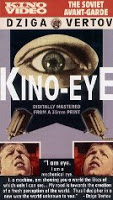 KINO
VIDEO
THE SOVIET
AVANT-GARDE
DZIGA VERTOV
KINO-EYE
DIGITALLY MASTERED
FROM A 35mm PRINT
"I am eye.
I am a
mechanical eye.
I, a machine, am showing you a world the likes of
which only I can see... My road is towards the creation
of a fresh perception of the world. Thus I decipher in a
new way the world unknown to you." - Dziga Vertov